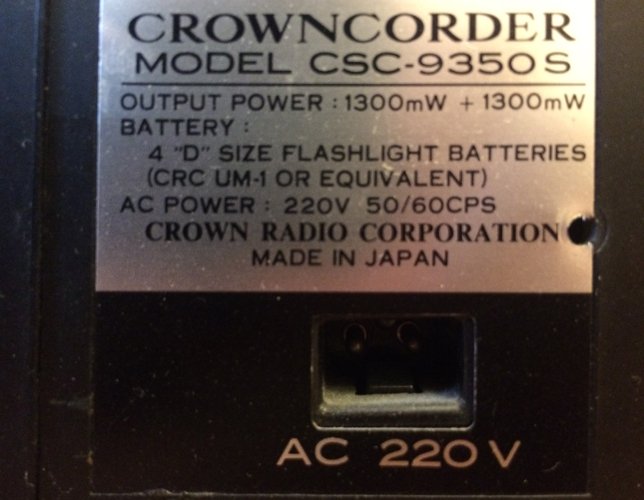 CROWNCORDER
MODEL CSC-9350S
OUTPUT POWER : 1300mW + 1300mW
BATTERY :
4 "D" SIZE FLASHLIGHT BATTERIES
(CRC UM-1 OR EQUIVALENT)
AC POWER : 220V 50/60CPS
CROWN RADIO CORPORATION
MADE IN JAPAN
AC 220V